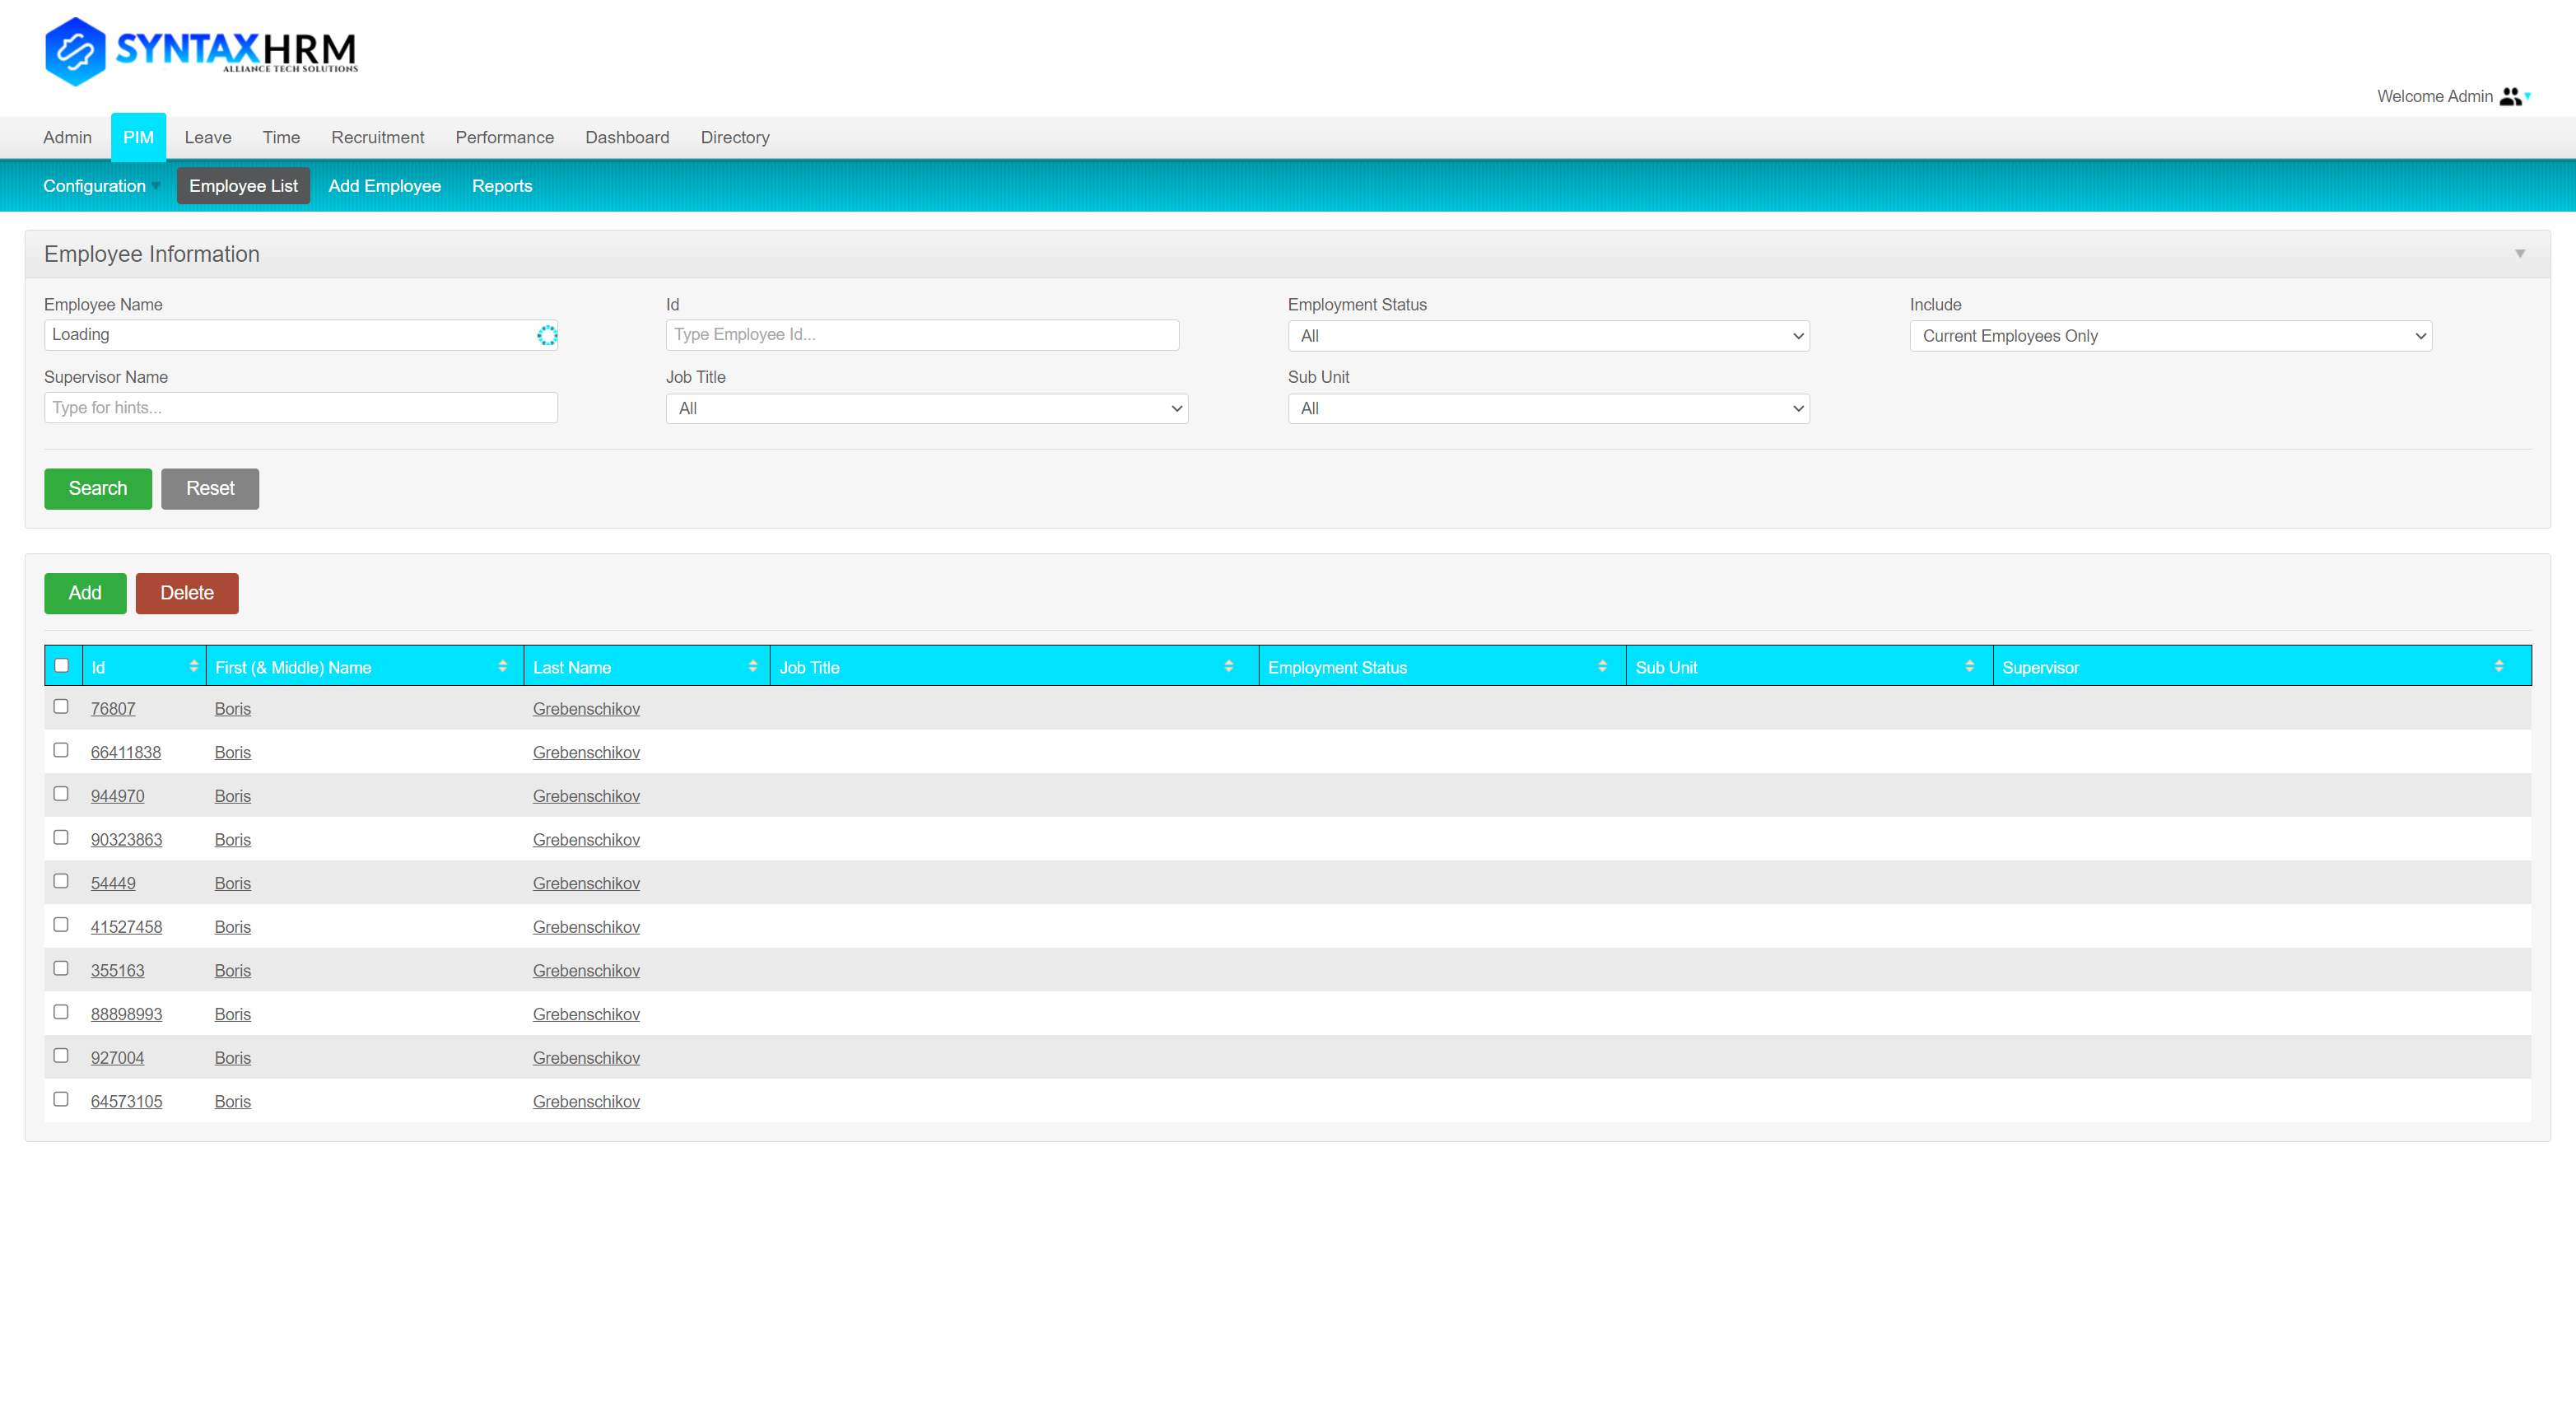 SYNTAXHRM
ALLIANCE TECH SOLUTIONS
Welcome Admin
Admin PIM Leave Time Recruitment Performance Dashboard Directory
Configuration Employee List Add Employee Reports
Employee Information
Employee Name Id Employment Status Include
Loading Type Employee Id... All Current Employees Only
Supervisor Name Job Title Sub Unit
Type for hints... All All
Search Reset
Add Delete
Id First (& Middle) Name Last Name Job Title Employment Status Sub Unit Supervisor
76807 Boris Grebenschikov
66411838 Boris Grebenschikov
944970 Boris Grebenschikov
90323863 Boris Grebenschikov
54449 Boris Grebenschikov
41527458 Boris Grebenschikov
355163 Boris Grebenschikov
88898993 Boris Grebenschikov
927004 Boris Grebenschikov
64573105 Boris Grebenschikov